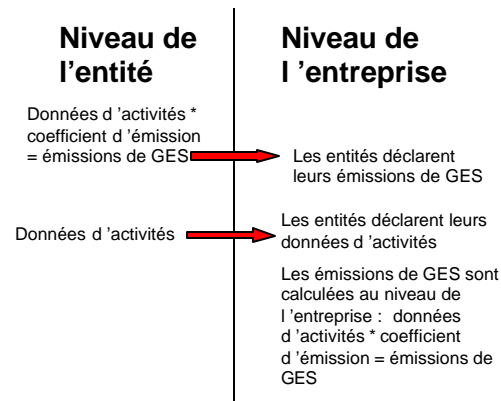 Niveau de
l'entité
Données d 'activités *
coefficient d 'émission
= émissions de GES
Données d 'activités
Niveau de
l 'entreprise
Les entités déclarent
leurs émissions de GES
Les entités déclarent leurs
données d 'activités
Les émissions de GES sont
calculées au niveau de
l 'entreprise : données
d 'activités * coefficient
d 'émission = émissions de
GES